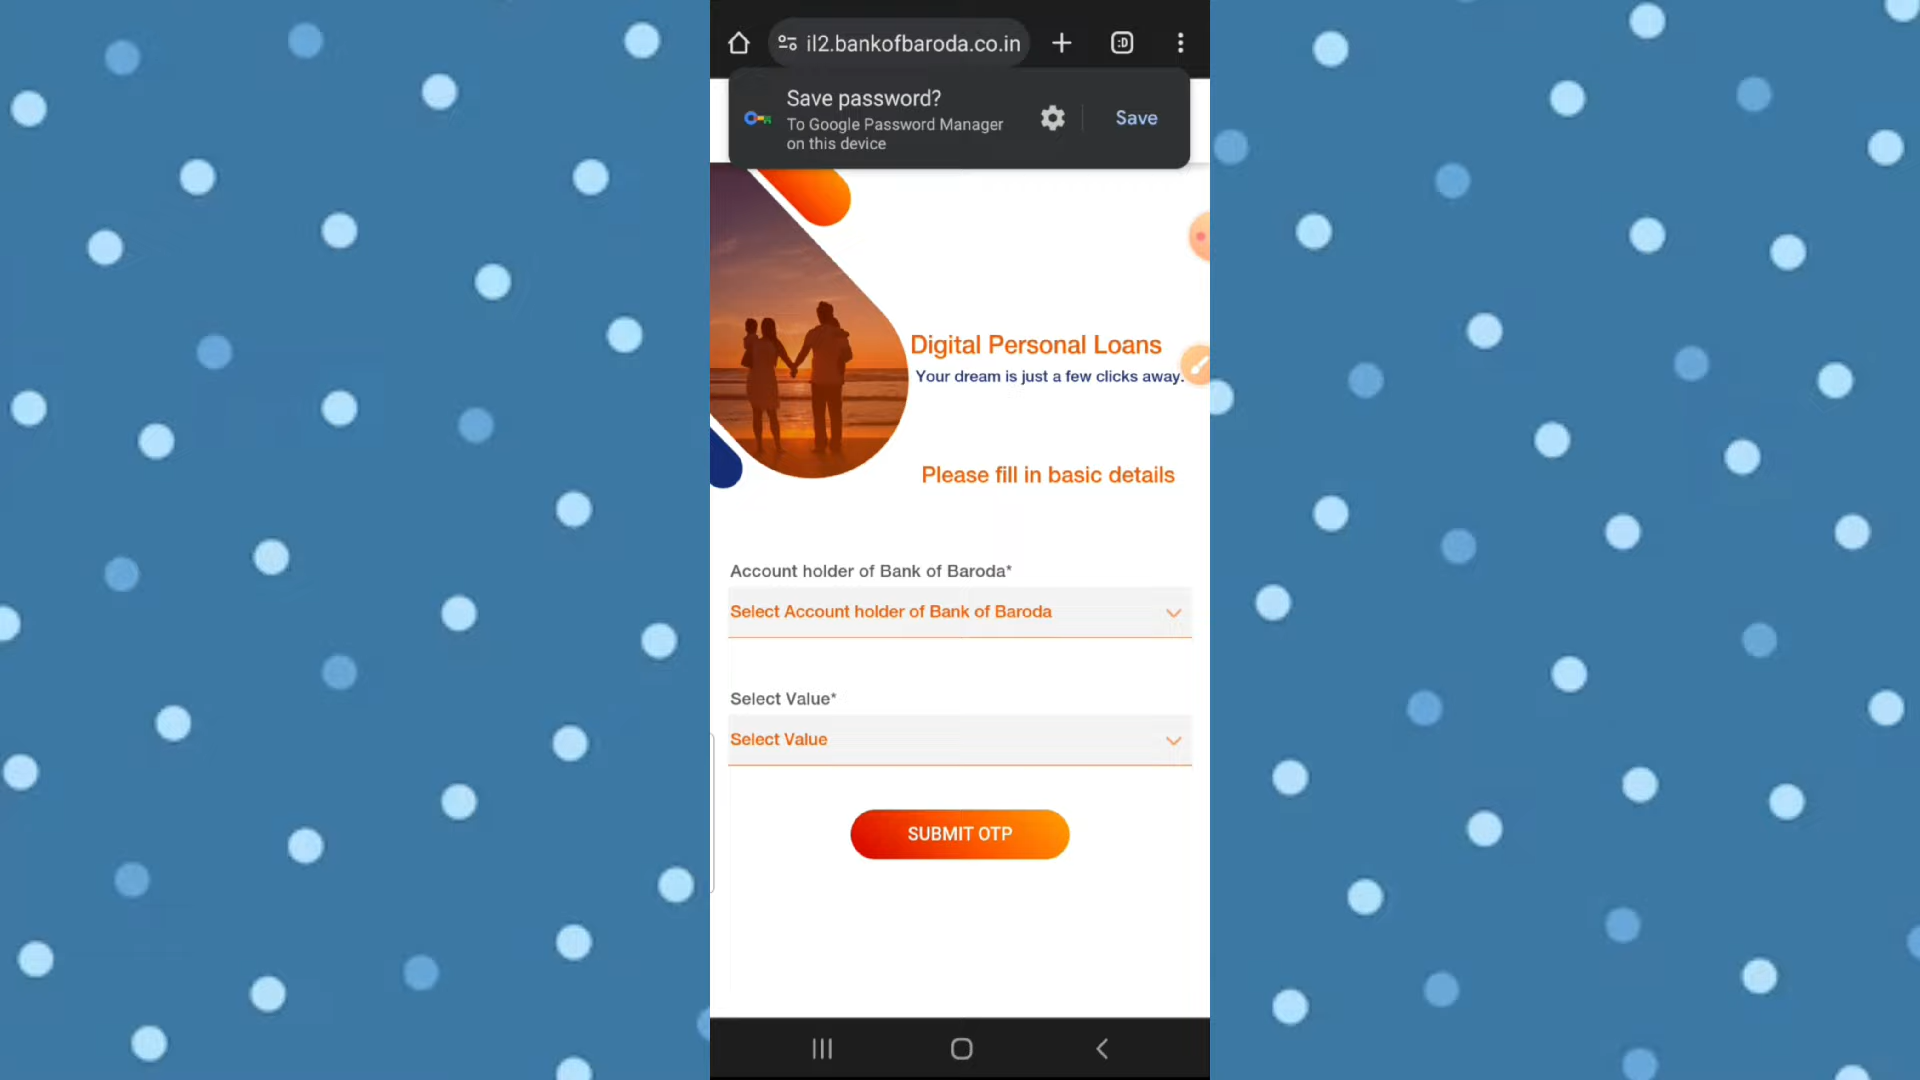 il2.bankofbaroda.co.in
:D
Save password?
To Google Password Manager
on this device
Save
Digital Personal Loans
Your dream is just a few clicks away.
Please fill in basic details
Account holder of Bank of Baroda*
Select Account holder of Bank of Baroda
Select Value*
Select Value
SUBMIT OTP